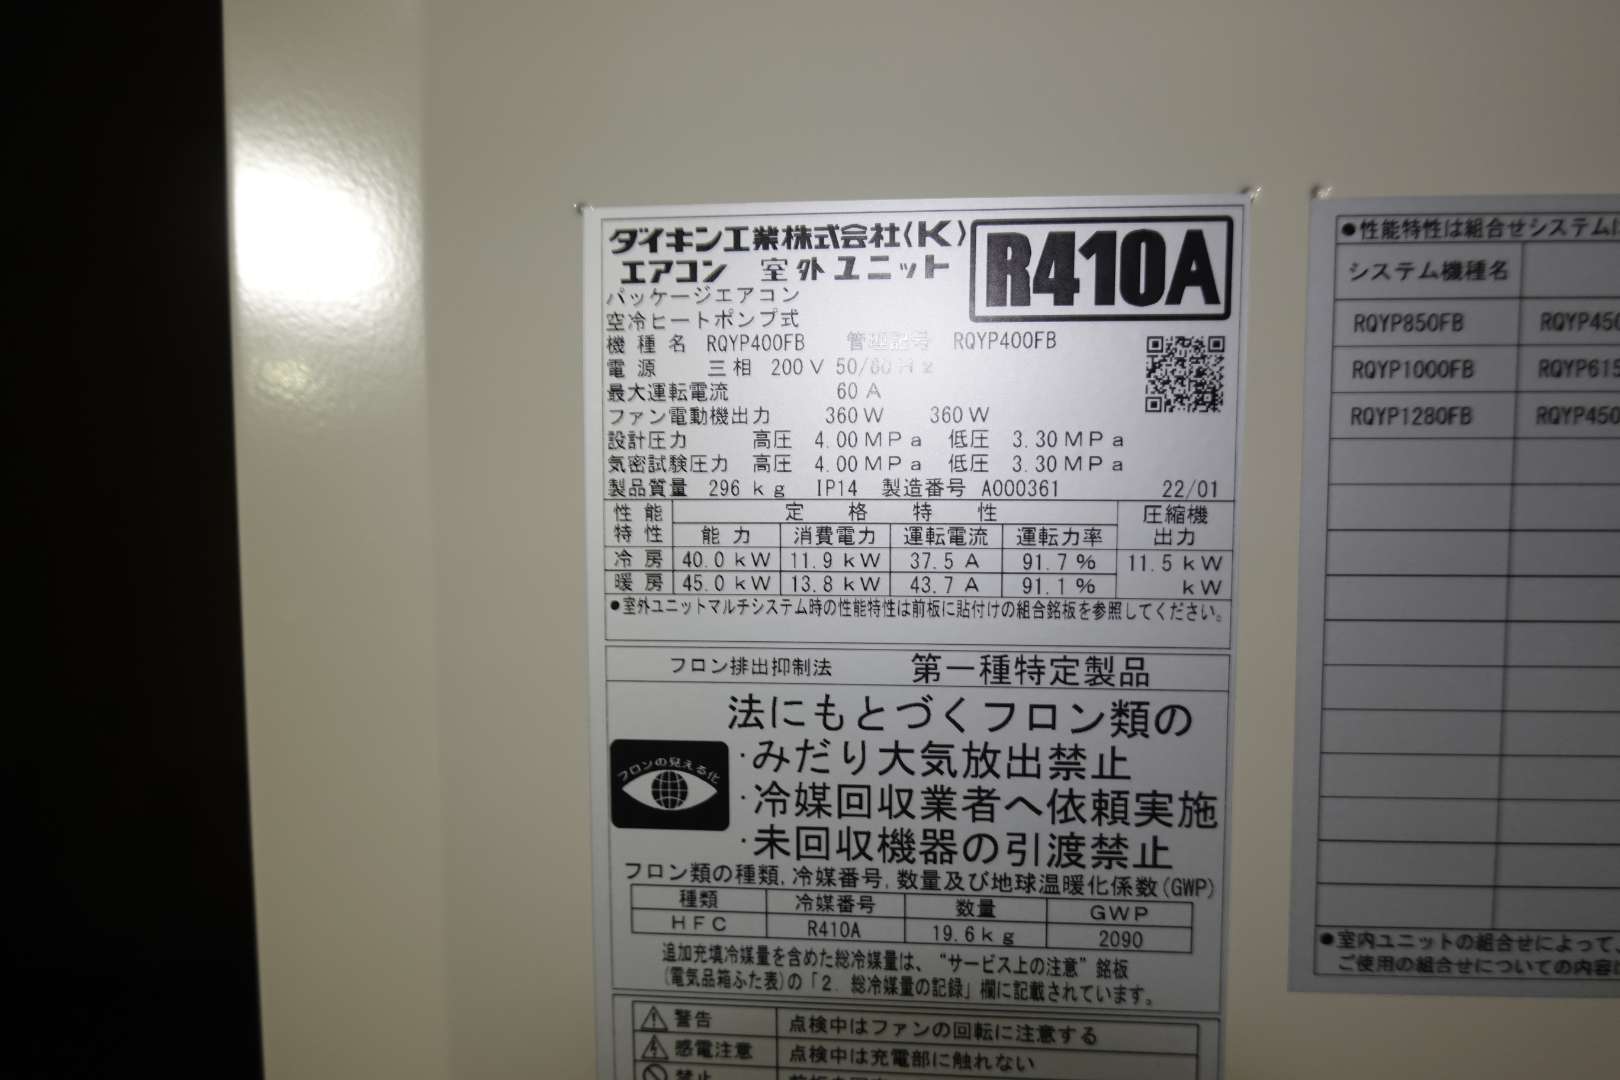 ダイキン工業株式会社〈K〉
エアコン 室外ユニット
R410A
パッケージエアコン
空冷ヒートポンプ式
機種名 RQYP400FB 管理記号 RQYP400FB
電源 三相 200V 50/60Hz
最大運転電流 60A
ファン電動機出力 360W 360W
設計圧力 高圧 4.00MPa 低圧 3.30MPa
気密試験圧力 高圧 4.00MPa 低圧 3.30MPa
製品質量 296kg IP14 製造番号 A000361 22/01
性能特性 定格特性 圧縮機出力
能力 消費電力 運転電流 運転力率
冷房 40.0kW 11.9kW 37.5A 91.7% 11.5kW
暖房 45.0kW 13.8kW 43.7A 91.1% kW
●室外ユニットマルチシステム時の性能特性は前板に貼付けの組合銘板を参照してください。
フロン排出抑制法 第一種特定製品
法にもとづくフロン類の
・みだり大気放出禁止
・冷媒回収業者へ依頼実施
・未回収機器の引渡禁止
フロンの見える化
フロン類の種類,冷媒番号,数量及び地球温暖化係数(GWP)
種類 冷媒番号 数量 GWP
HFC R410A 19.6kg 2090
追加充填冷媒量を含めた総冷媒量は、“サービス上の注意”銘板
(電気品箱ふた表)の「2. 総冷媒量の記録」欄に記載されています。
警告 点検中はファンの回転に注意する
感電注意 点検中は充電部に触れない
禁止
●性能特性は組合せシステムに
システム機種名
RQYP850FB RQYP450
RQYP1000FB RQYP615
RQYP1280FB RQYP450
●室内ユニットの組合せによって、
ご使用の組合せについての内容